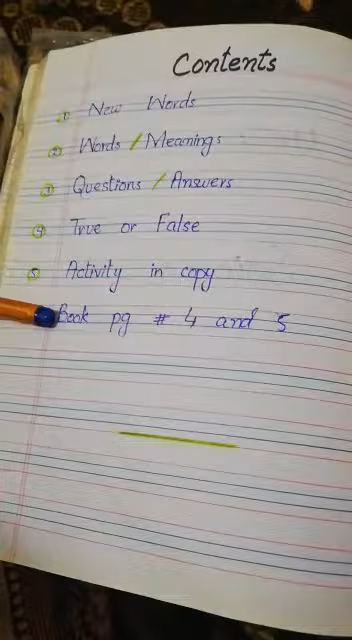 Contents
1 New Words
2 Words / Meanings
3 Questions / Answers
4 True or False
5 Activity in copy
Book pg # 4 and 5